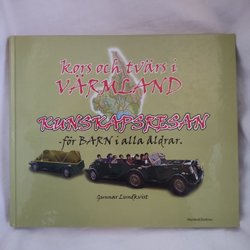 Kors och tvärs i
VÄRMLAND
KUNSKAPSRESAN
-för BARN i alla åldrar.
Gunnar Lundkvist